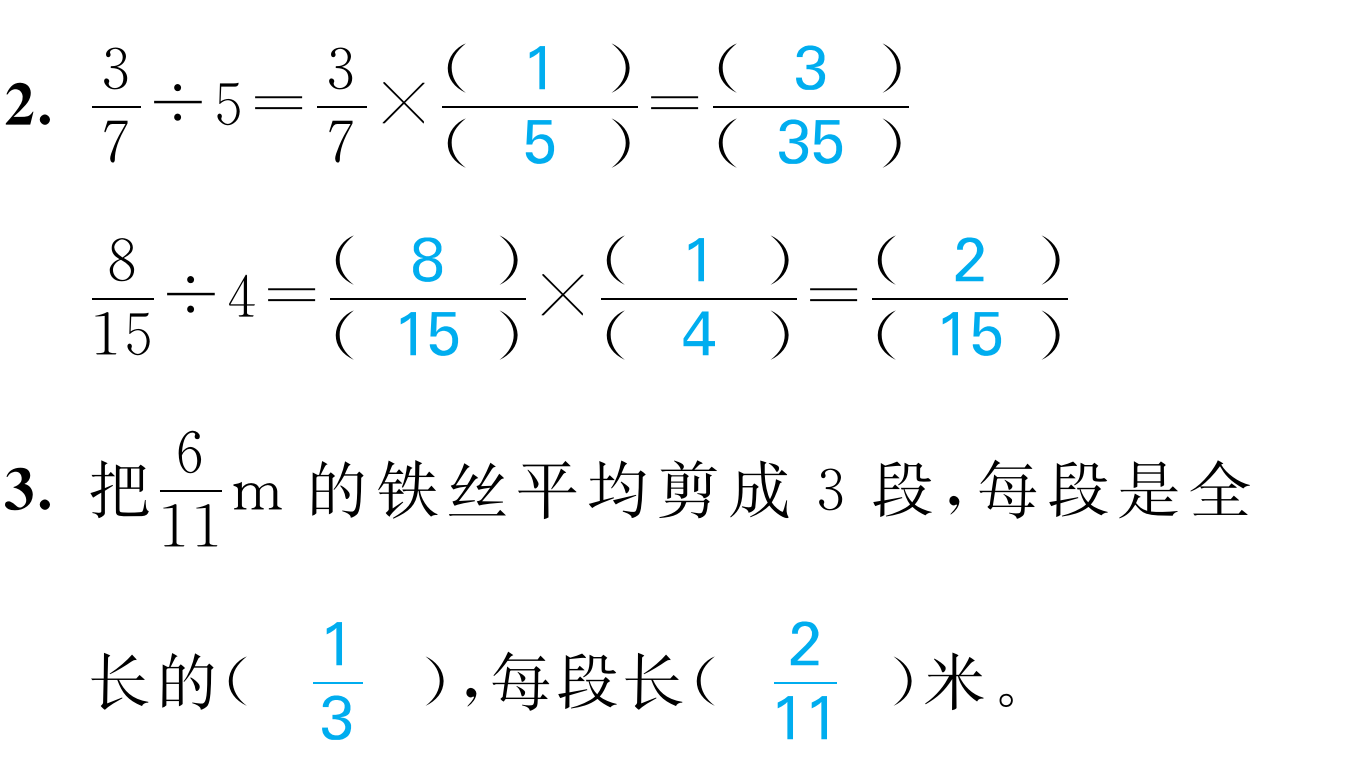 2. 3/7÷5=3/7×( 1 )/( 5 )=( 3 )/( 35 )
8/15÷4=( 8 )/( 15 )×( 1 )/( 4 )=( 2 )/( 15 )
3. 把6/11m 的铁丝平均剪成 3 段,每段是全
长的( 1/3 ),每段长( 2/11 )米。